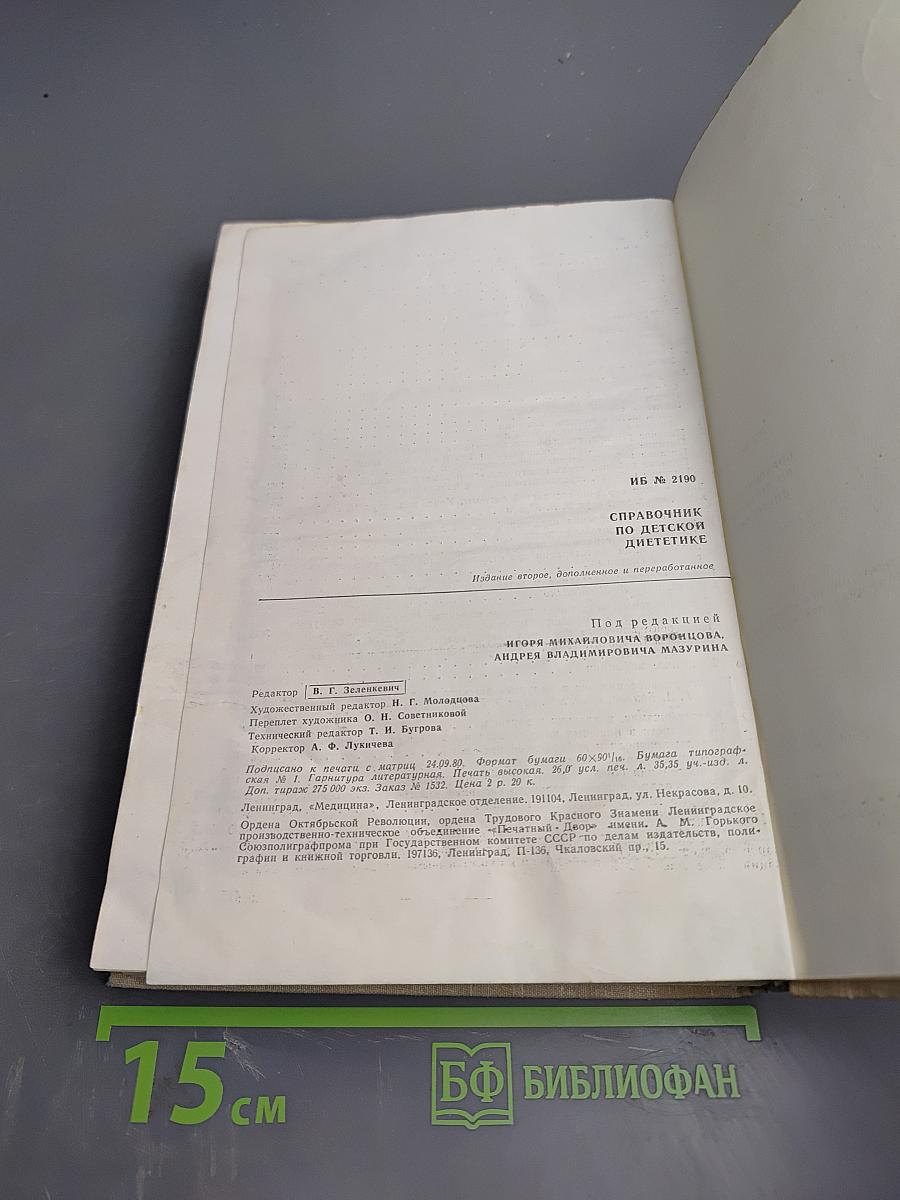 ИБ № 2190
СПРАВОЧНИК
ПО ДЕТСКОЙ
ДИЕТЕТИКЕ
Издание второе, дополненное и переработанное
Под редакцией
ИГОРЯ МИХАЙЛОВИЧА ВОРОНЦОВА,
АНДРЕЯ ВЛАДИМИРОВИЧА МАЗУРИНА
Редактор В. Г. Зеленкевич
Художественный редактор Н. Г. Молодцова
Переплет художника О. Н. Советниковой
Технический редактор Т. И. Бугрова
Корректор А. Ф. Лукичева
Подписано к печати с матриц 24.09.80. Формат бумаги 60×90¹/₁₆. Бумага типограф-
ская № 1. Гарнитура литературная. Печать высокая. 26,0 усл. печ. л. 35,35 уч.-изд. л.
Доп. тираж 275 000 экз. Заказ № 1532. Цена 2 р. 20 к.
Ленинград, «Медицина», Ленинградское отделение. 191104, Ленинград, ул. Некрасова, д. 10.
Ордена Октябрьской Революции, ордена Трудового Красного Знамени Ленинградское
производственно-техническое объединение «Печатный Двор» имени А. М. Горького
Союзполиграфпрома при Государственном комитете СССР по делам издательств, поли-
графии и книжной торговли. 197136, Ленинград, П-136, Чкаловский пр., 15.
15 см
БФ БИБЛИОФАН